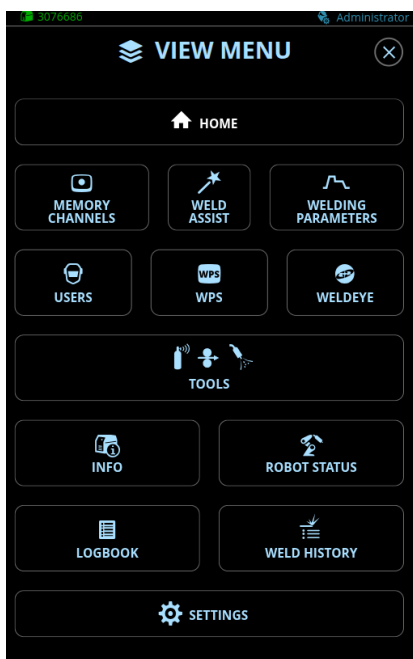 3076686 Administrator
VIEW MENU
HOME
MEMORY CHANNELS
WELD ASSIST
WELDING PARAMETERS
USERS
WPS WPS
WELDEYE
TOOLS
INFO
ROBOT STATUS
LOGBOOK
WELD HISTORY
SETTINGS